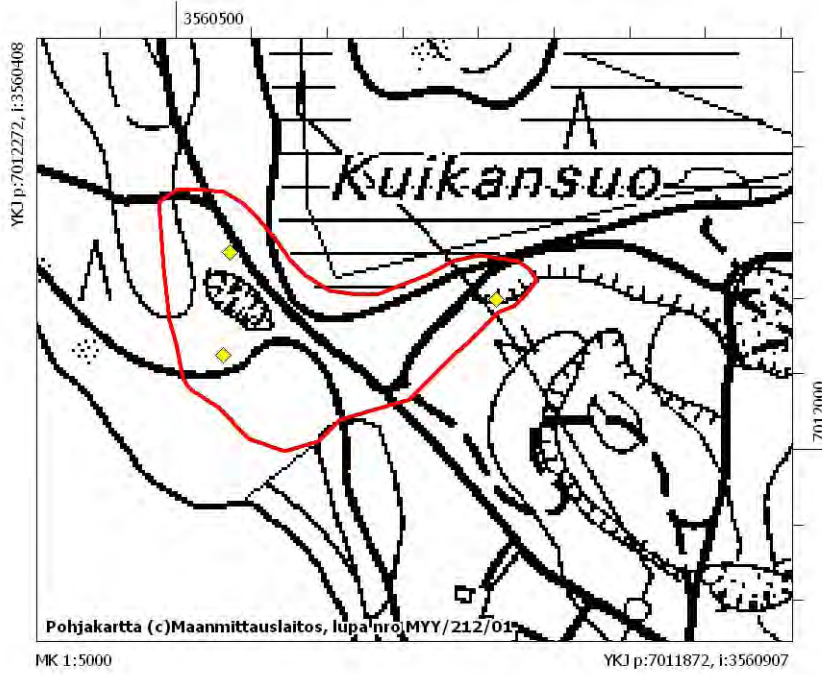 3560500
YKJ p:7012272, i:3560408
Kuikansuo
7012000
Pohjakartta (c)Maanmittauslaitos, lupa nro MYY/212/01
MK 1:5000
YKJ p:7011872, i:3560907